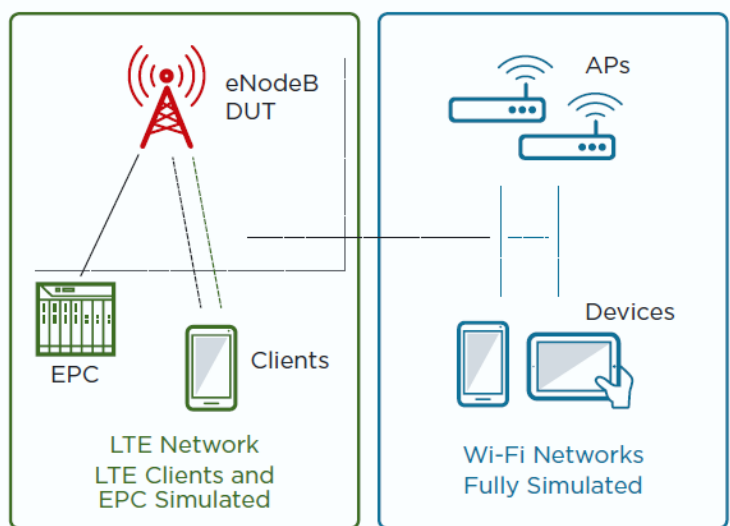 eNodeB
DUT
EPC
Clients
LTE Network
LTE Clients and
EPC Simulated
APs
Devices
Wi-Fi Networks
Fully Simulated